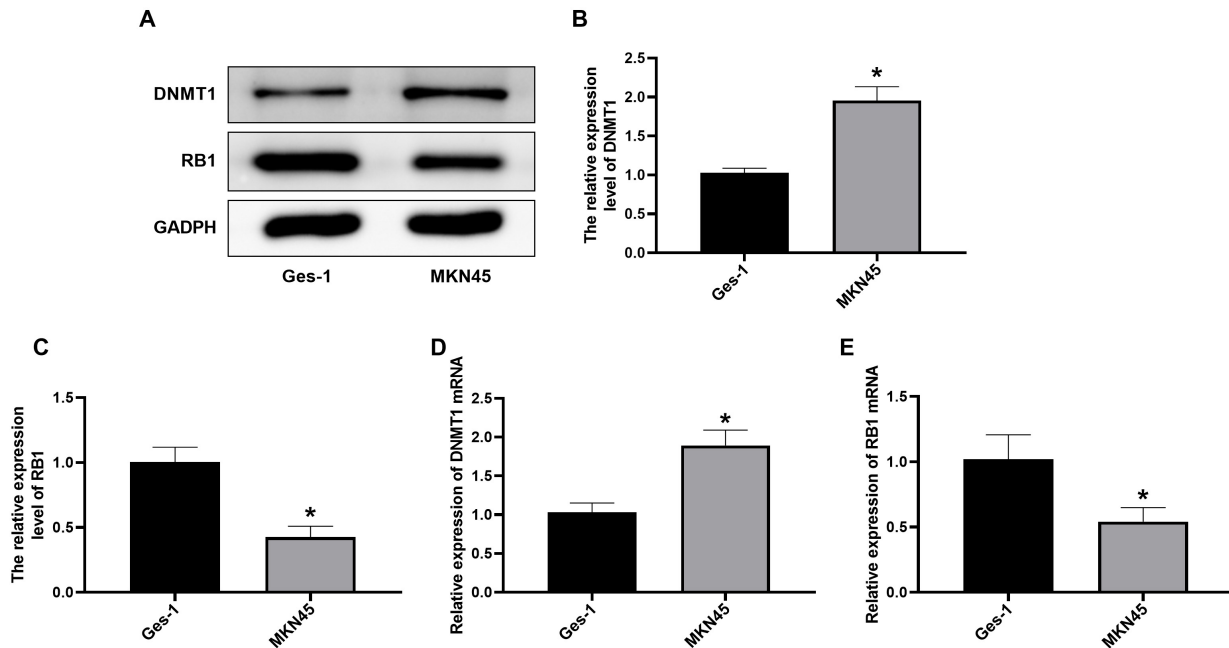 A
DNMT1
RB1
GADPH
Ges-1 MKN45
B
The relative expression
level of DNMT1
2.5
2.0
1.5
1.0
0.5
0.0
*
Ges-1
MKN45
C
The relative expression
level of RB1
1.5
1.0
0.5
0.0
*
Ges-1
MKN45
D
Relative expression of DNMT1 mRNA
2.5
2.0
1.5
1.0
0.5
0.0
*
Ges-1
MKN45
E
Relative expression of RB1 mRNA
1.5
1.0
0.5
0.0
*
Ges-1
MKN45